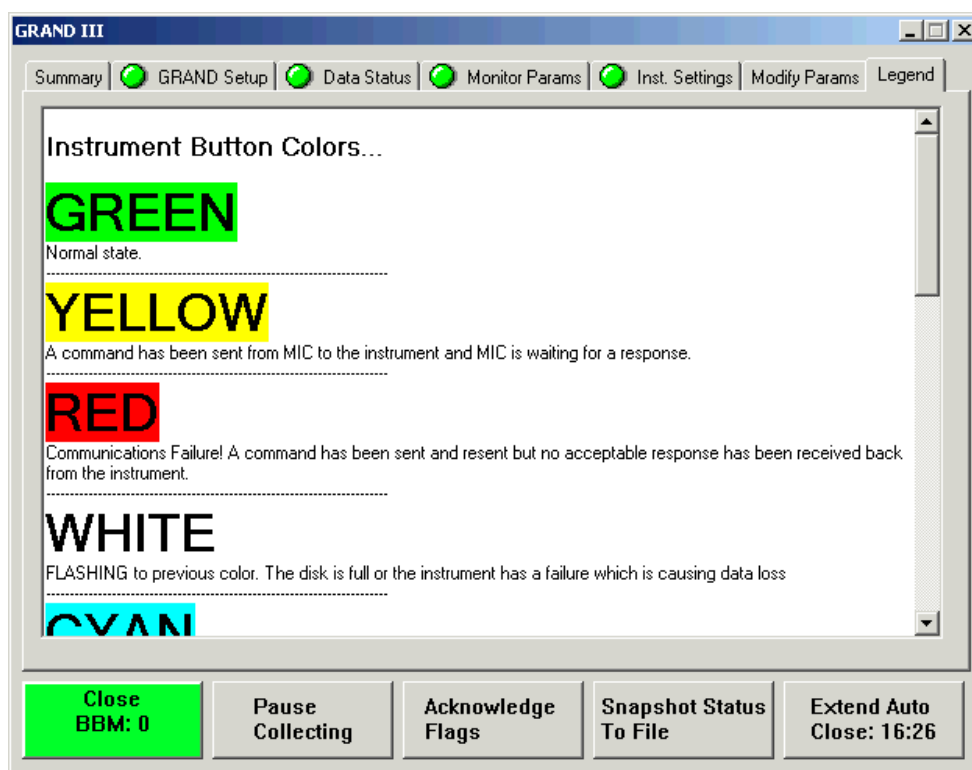 GRAND III
Summary GRAND Setup Data Status Monitor Params Inst. Settings Modify Params Legend
Instrument Button Colors...
GREEN
Normal state.
YELLOW
A command has been sent from MIC to the instrument and MIC is waiting for a response.
RED
Communications Failure! A command has been sent and resent but no acceptable response has been received back
from the instrument.
WHITE
FLASHING to previous color. The disk is full or the instrument has a failure which is causing data loss
CYAN
Close
BBM: 0
Pause
Collecting
Acknowledge
Flags
Snapshot Status
To File
Extend Auto
Close: 16:26